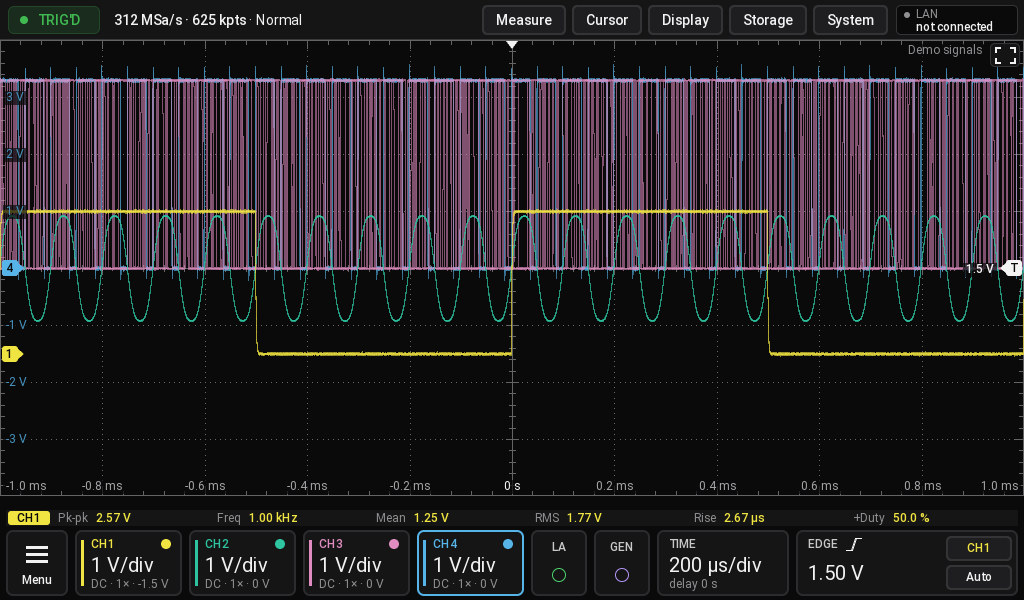 TRIG'D
312 MSa/s · 625 kpts · Normal
Measure
Cursor
Display
Storage
System
LAN
not connected
Demo signals
3 V
2 V
1 V
4
1.5 V
T
-1 V
1
-2 V
-3 V
-1.0 ms
-0.8 ms
-0.6 ms
-0.4 ms
-0.2 ms
0 s
0.2 ms
0.4 ms
0.6 ms
0.8 ms
1.0 ms
CH1 Pk-pk 2.57 V Freq 1.00 kHz Mean 1.25 V RMS 1.77 V Rise 2.67 µs +Duty 50.0 %
Menu
CH1
1 V/div
DC · 1× · -1.5 V
CH2
1 V/div
DC · 1× · 0 V
CH3
1 V/div
DC · 1× · 0 V
CH4
1 V/div
DC · 1× · 0 V
LA
GEN
TIME
200 µs/div
delay 0 s
EDGE
1.50 V
CH1
Auto